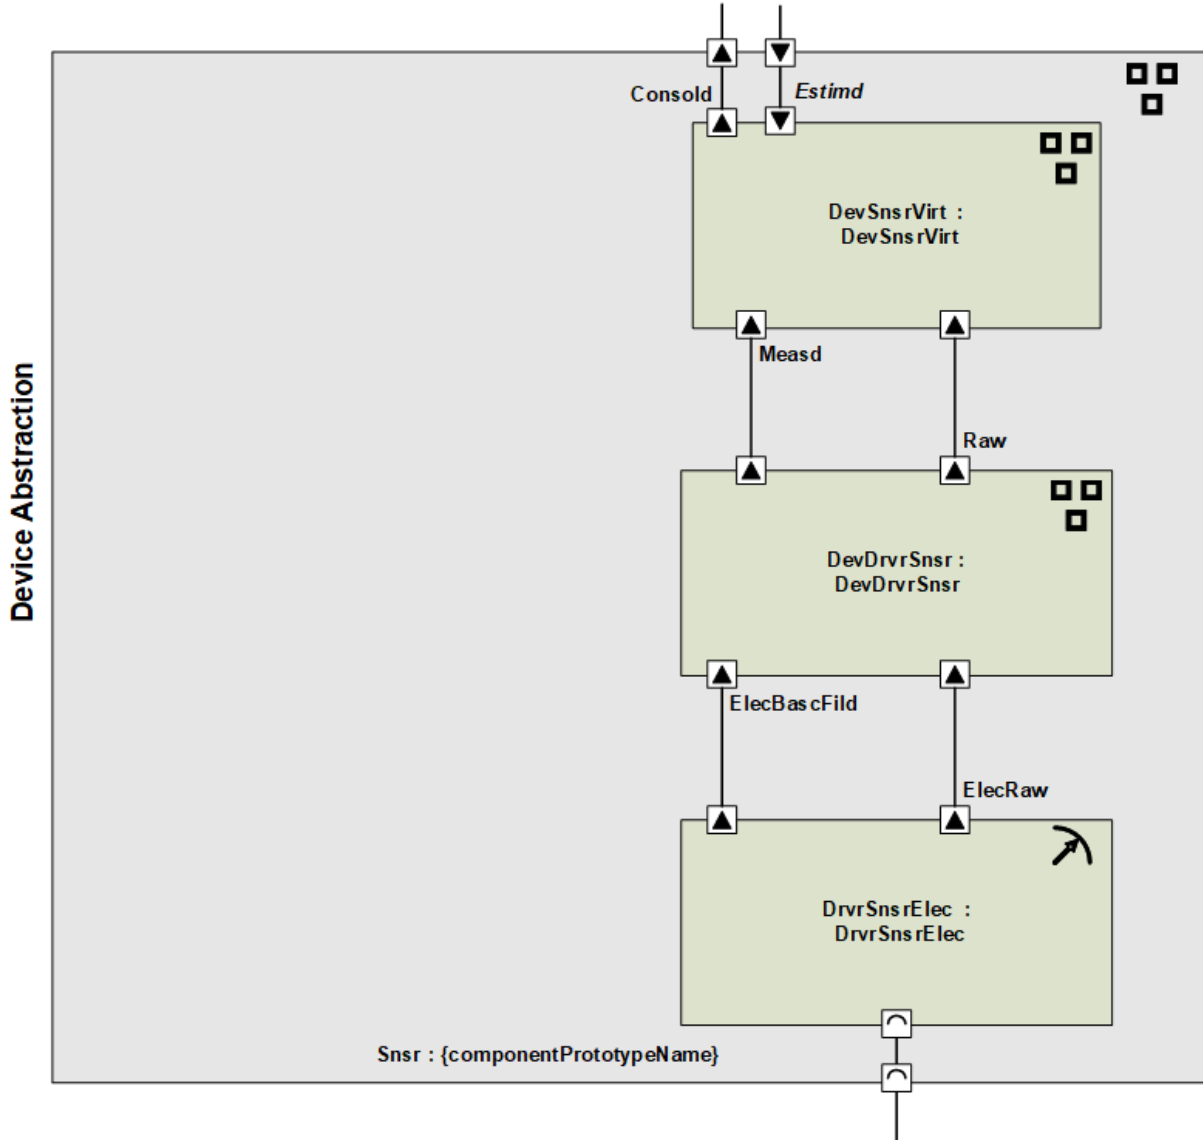 Consold
Estimd
DevSnsrVirt :
DevSnsrVirt
Measd
Raw
Device Abstraction
DevDrvrSnsr :
DevDrvrSnsr
ElecBascFild
ElecRaw
DrvrSnsrElec :
DrvrSnsrElec
Snsr : {componentPrototypeName}